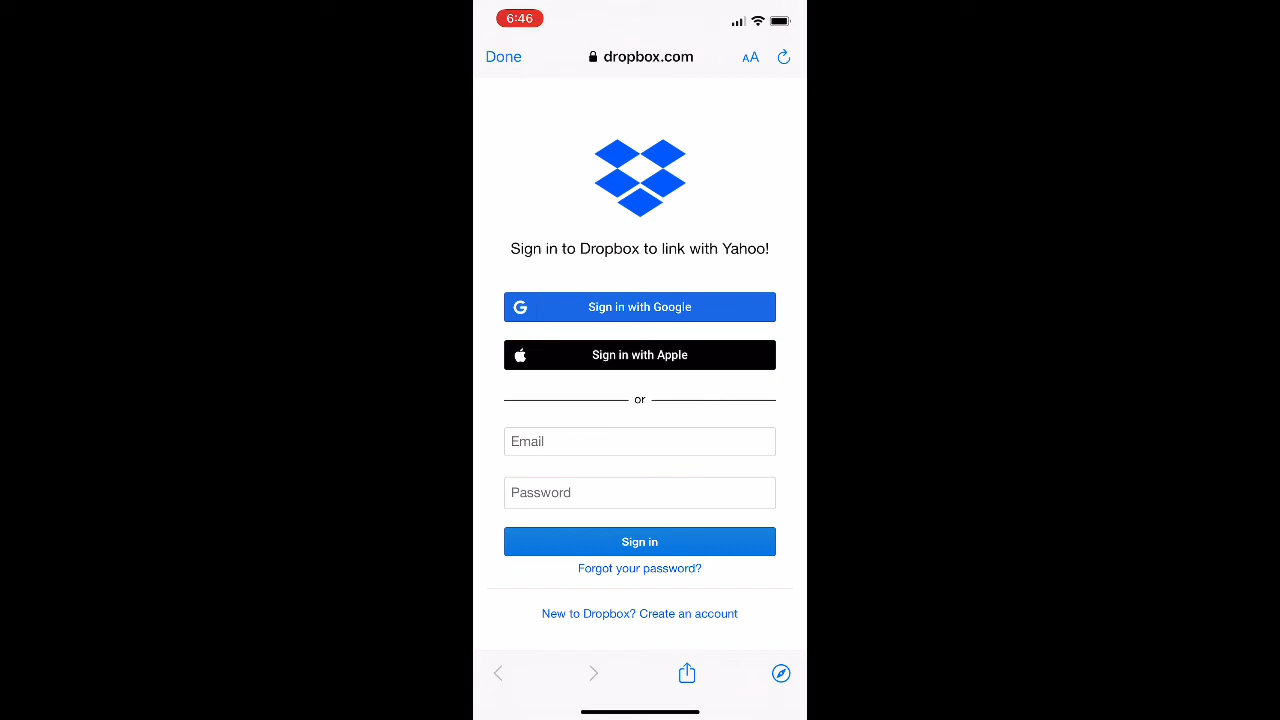 6:46
Done
dropbox.com
AA
Sign in to Dropbox to link with Yahoo!
G Sign in with Google
Sign in with Apple
or
Email
Password
Sign in
Forgot your password?
New to Dropbox? Create an account